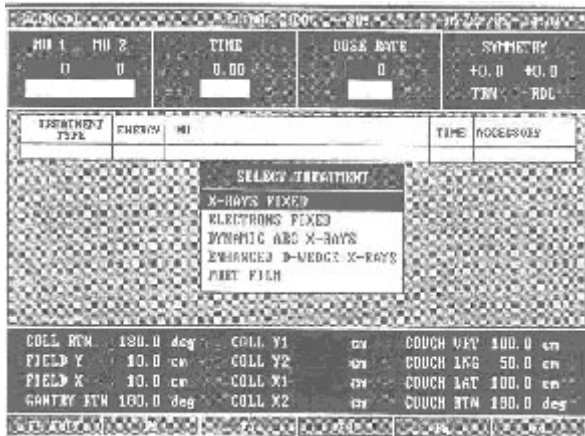 MU 1 MU 2 TIME DOSE RATE SYMMETRY
0 0 0.00 0 +0.0 +0.0
TRN RDL
TREATMENT TYPE ENERGY MU TIME ACCESSORY
SELECT TREATMENT
X-RAYS FIXED
ELECTRONS FIXED
DYNAMIC ARC X-RAYS
ENHANCED D-WEDGE X-RAYS
PORT FILM
COLL RTN 180.0 deg COLL Y1 cm COUCH VRT 100.0 cm
FIELD Y 10.0 cm COLL Y2 cm COUCH LNG 50.0 cm
FIELD X 10.0 cm COLL X1 cm COUCH LAT 100.0 cm
GANTRY RTN 180.0 deg COLL X2 cm COUCH RTN 180.0 deg